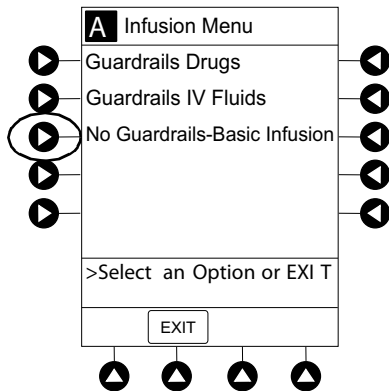 A Infusion Menu
Guardrails Drugs
Guardrails IV Fluids
No Guardrails-Basic Infusion
>Select an Option or EXI T
EXIT